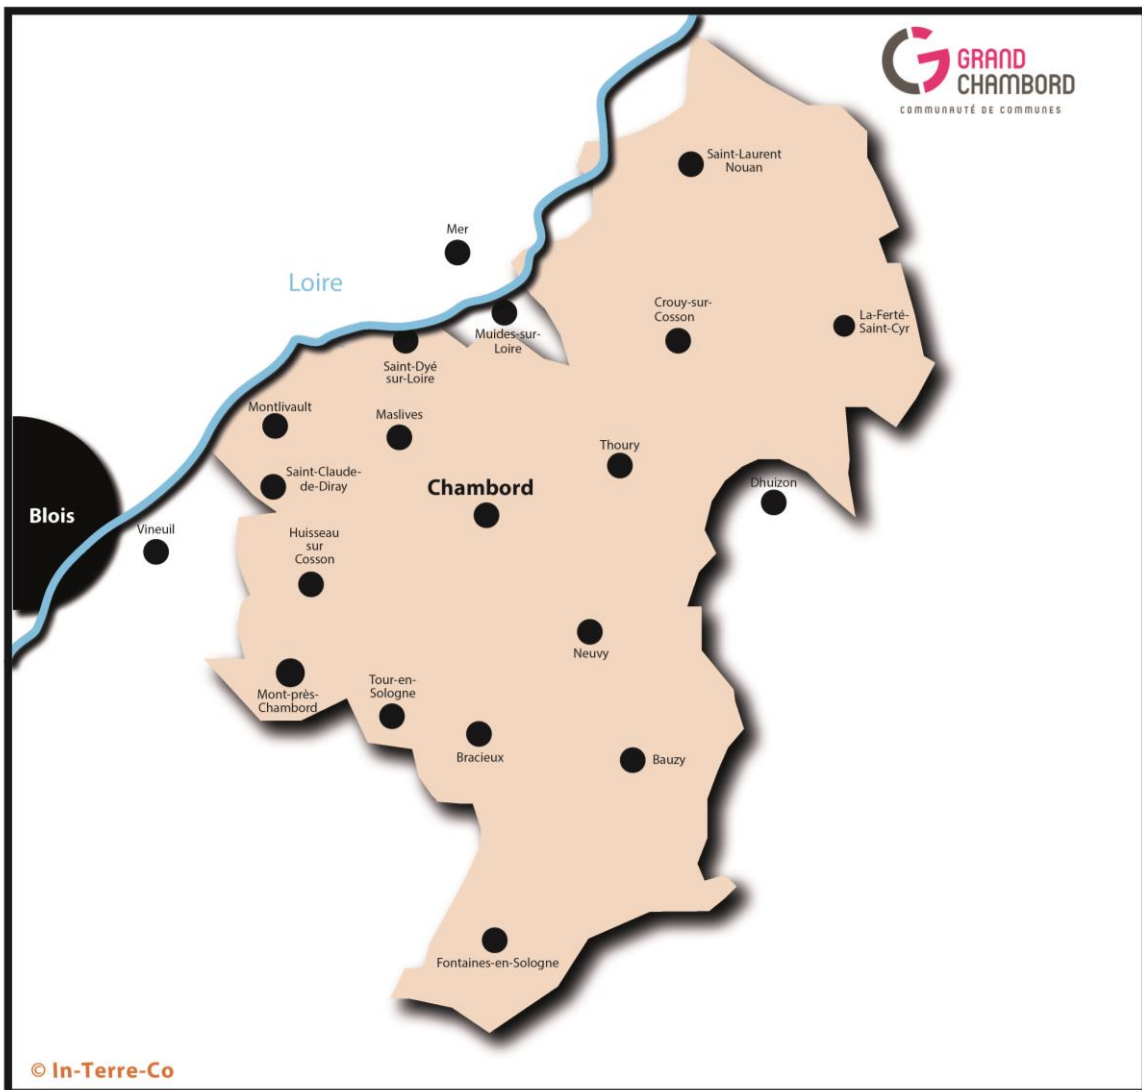 GRAND
CHAMBORD
COMMUNAUTÉ DE COMMUNES
Saint-Laurent
Nouan
Mer
Loire
Crouy-sur-
Cosson
La-Ferté-
Saint-Cyr
Muides-sur-
Loire
Saint-Dyé
sur-Loire
Montlivault
Maslives
Thoury
Saint-Claude-
de-Diray
Chambord
Dhuizon
Blois
Vineuil
Huisseau
sur
Cosson
Neuvy
Mont-près-
Chambord
Tour-en-
Sologne
Bracieux
Bauzy
Fontaines-en-Sologne
© In-Terre-Co